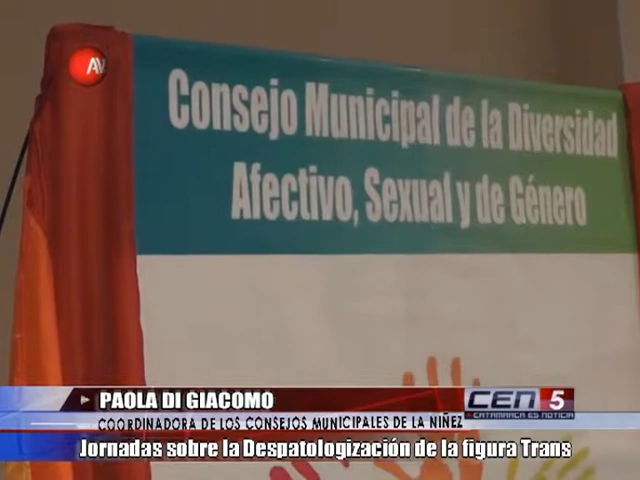 AV
Consejo Municipal de la Diversidad
Afectivo, Sexual y de Género
PAOLA DI GIACOMO
COORDINADORA DE LOS CONSEJOS MUNICIPALES DE LA NIÑEZ
CEN 5
CATAMARCA ES NOTICIA
Jornadas sobre la Despatologización de la figura Trans